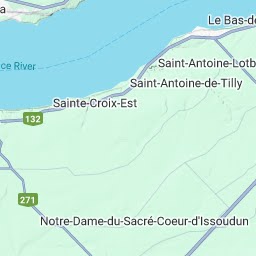 a
Le Bas-de
ce River
Saint-Antoine-Lotb
Saint-Antoine-de-Tilly
Sainte-Croix-Est
132
271
Notre-Dame-du-Sacré-Coeur-d'Issoudun